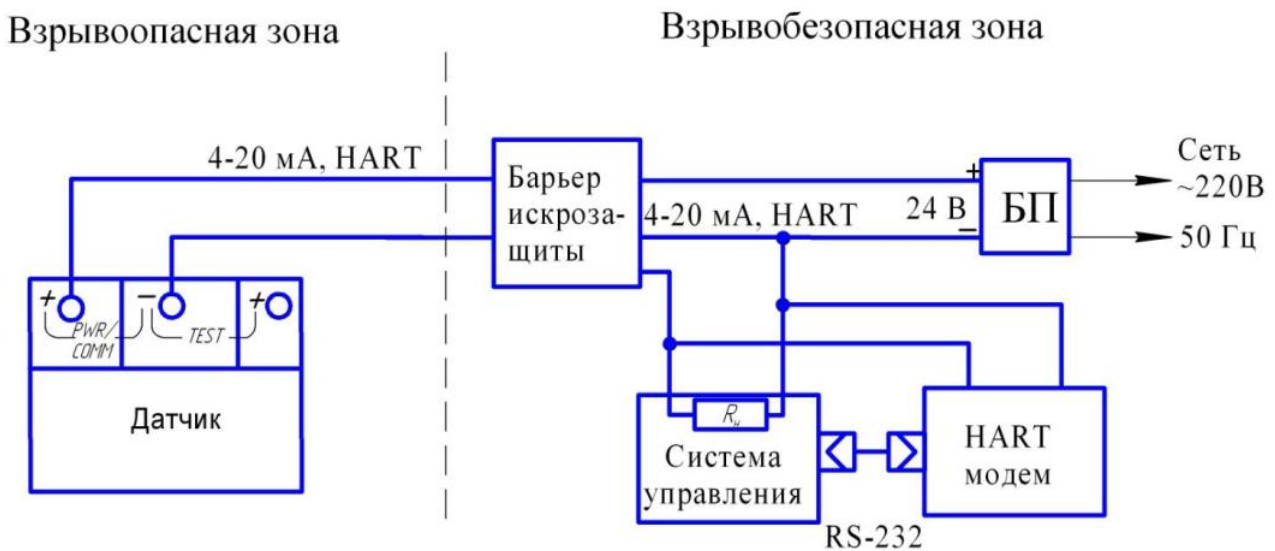 Взрывоопасная зона
Взрывобезопасная зона
4-20 мА, HART
Барьер
искроза-
щиты
4-20 мА, HART
24 В
+
−
БП
Сеть
~220В
50 Гц
+
−
+
PWR/
COMM
TEST
Датчик
Rн
Система
управления
HART
модем
RS-232